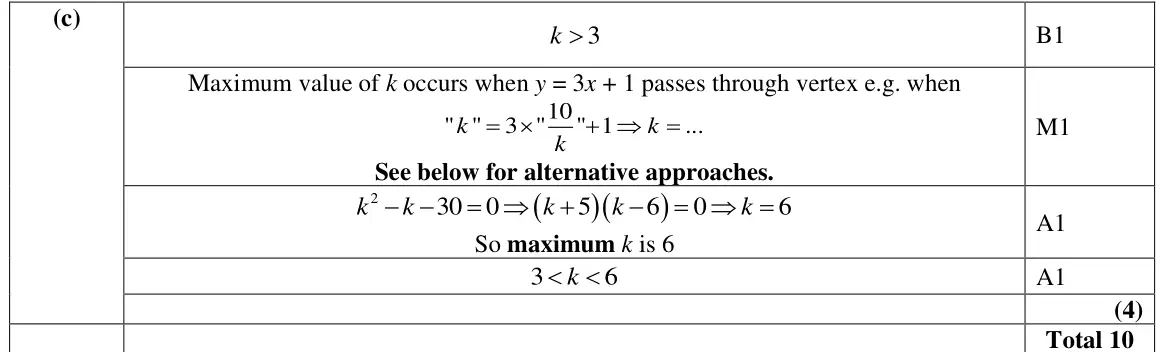 (c)
k > 3
B1
Maximum value of k occurs when y = 3x + 1 passes through vertex e.g. when
"k" = 3 × "10/k" + 1 ⇒ k = ...
See below for alternative approaches.
M1
k² − k − 30 = 0 ⇒ (k + 5)(k − 6) = 0 ⇒ k = 6
So maximum k is 6
A1
3 < k < 6
A1
(4)
Total 10